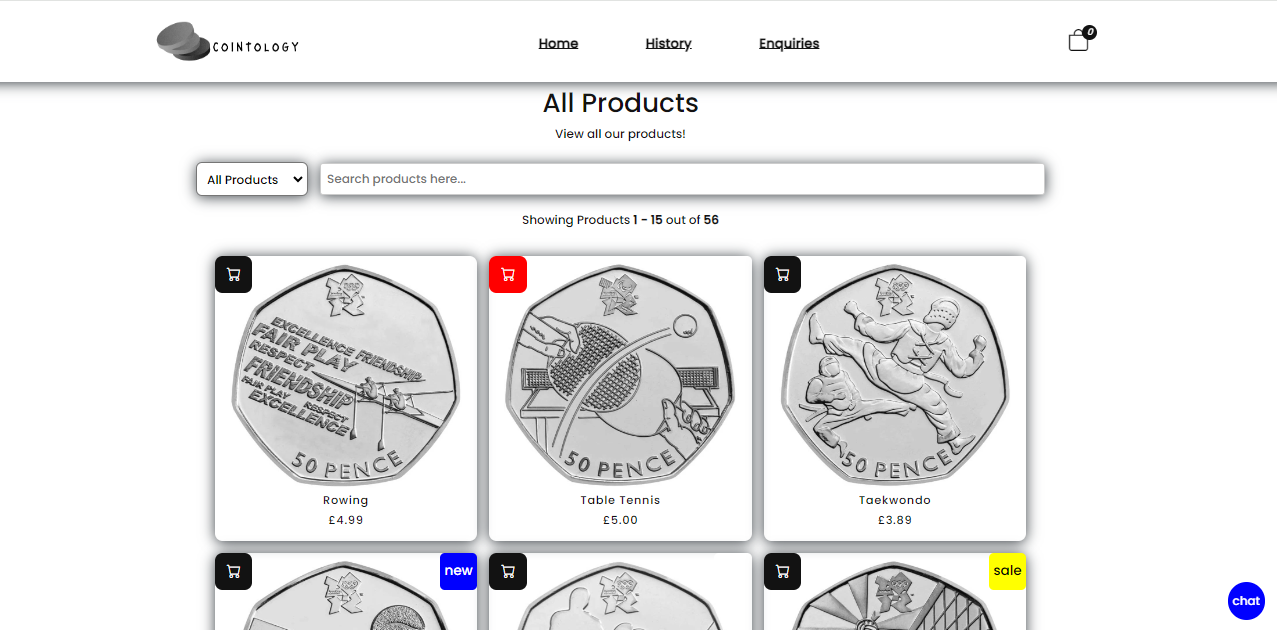 COINTOLOGY
Home History Enquiries
0
All Products
View all our products!
All Products
Search products here...
Showing Products 1 - 15 out of 56
EXCELLENCE FRIENDSHIP
FAIR PLAY
RESPECT
FRIENDSHIP
FAIR PLAY RESPECT
EXCELLENCE
50 PENCE
Rowing
£4.99
50 PENCE
Table Tennis
£5.00
50 PENCE
Taekwondo
£3.89
new
sale
chat